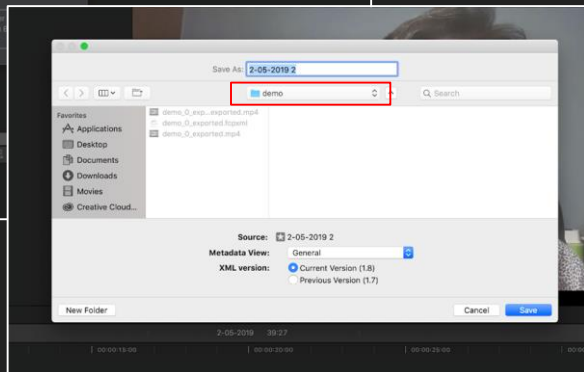 Save As: 2-05-2019 2
demo
Search
Favorites
Applications
Desktop
Documents
Downloads
Movies
Creative Cloud...
demo_0_exp...exported.mp4
demo_0_exported.fcpxml
demo_0_exported.mp4
Source: 2-05-2019 2
Metadata View: General
XML version: Current Version (1.8)
Previous Version (1.7)
New Folder
Cancel
Save
2-05-2019 39:27
00:00:15:00
00:00:20:00
00:00:25:00